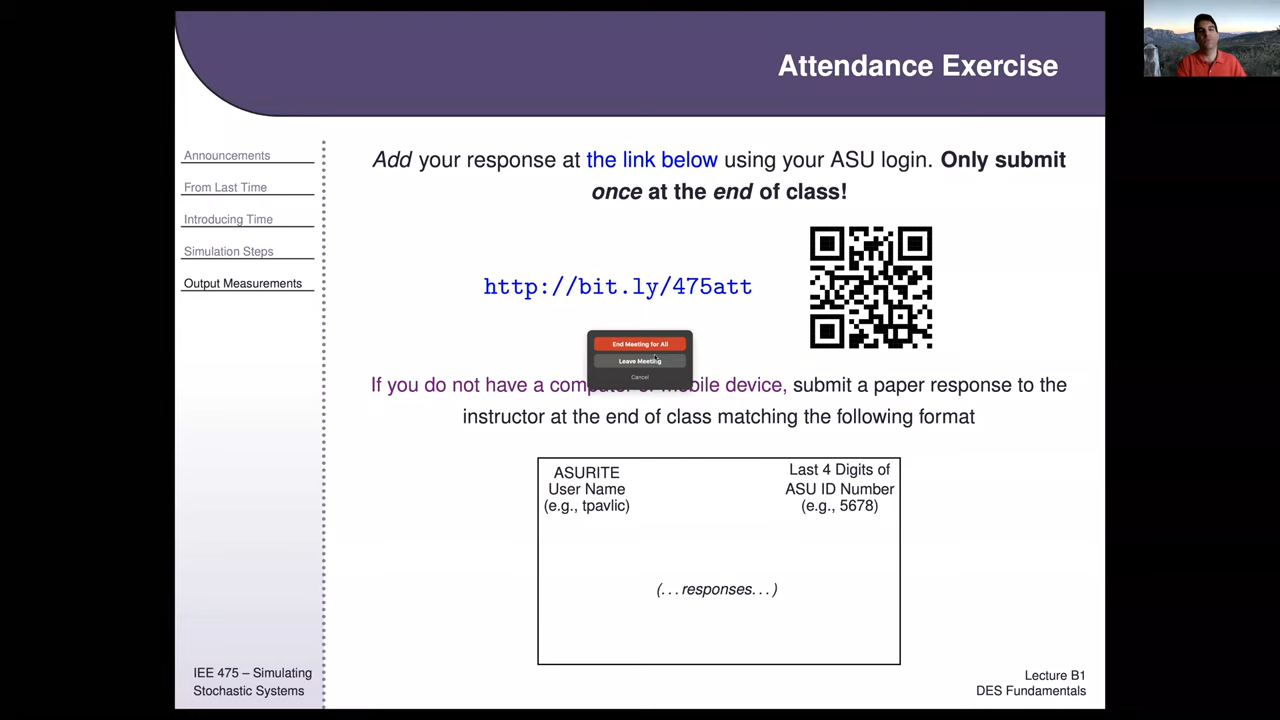 Attendance Exercise
Announcements
From Last Time
Introducing Time
Simulation Steps
Output Measurements
Add your response at the link below using your ASU login. Only submit
once at the end of class!
http://bit.ly/475att
End Meeting for All
Leave Meeting
Cancel
If you do not have a computer or mobile device, submit a paper response to the
instructor at the end of class matching the following format
ASURITE
User Name
(e.g., tpavlic)
Last 4 Digits of
ASU ID Number
(e.g., 5678)
(...responses...)
IEE 475 – Simulating
Stochastic Systems
Lecture B1
DES Fundamentals